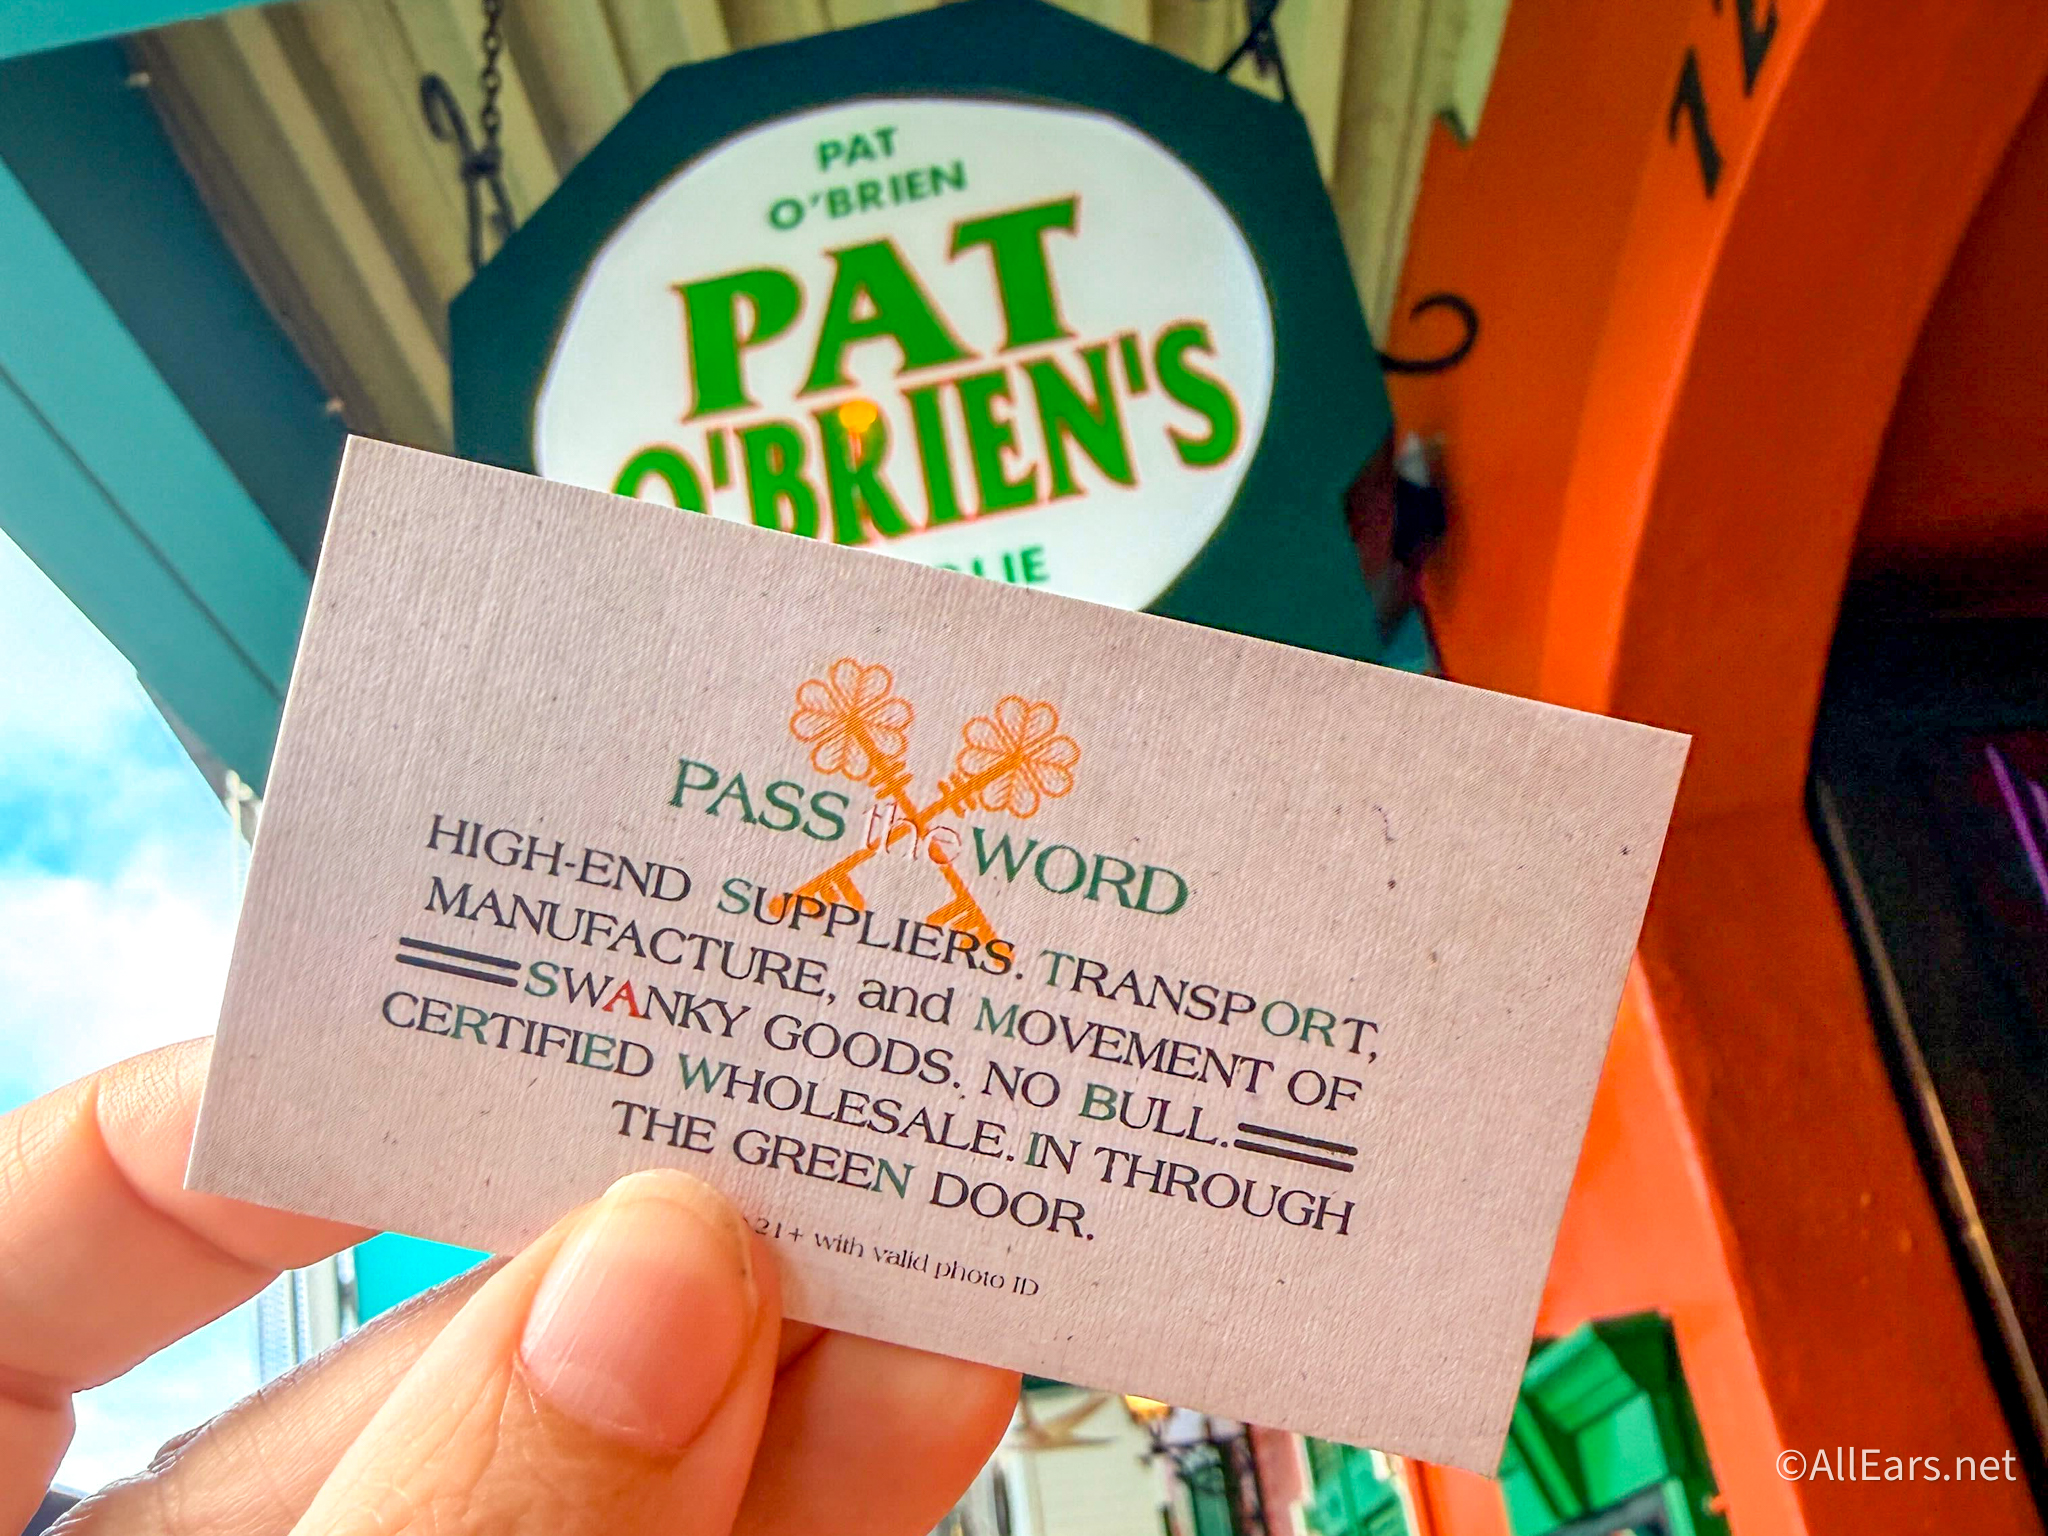 PAT
O'BRIEN
PAT
O'BRIEN'S
PASS the WORD
HIGH-END SUPPLIERS. TRANSPORT,
MANUFACTURE, and MOVEMENT OF
SWANKY GOODS. NO BULL.
CERTIFIED WHOLESALE. IN THROUGH
THE GREEN DOOR.
21+ with valid photo ID
©AllEars.net